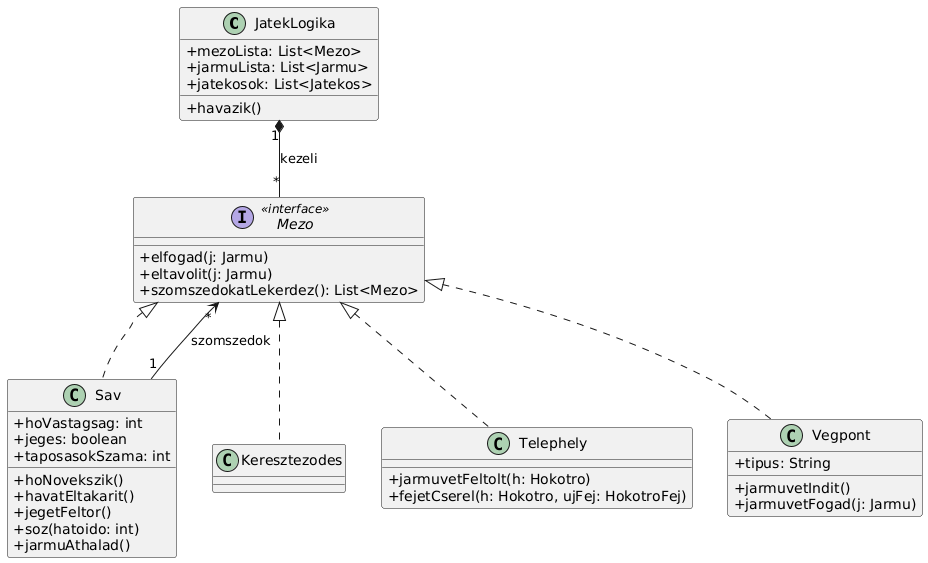 C JatekLogika
+mezoLista: List<Mezo>
+jarmuLista: List<Jarmu>
+jatekosok: List<Jatekos>
+havazik()
1
kezeli
*
«interface»
I Mezo
+elfogad(j: Jarmu)
+eltavolit(j: Jarmu)
+szomszedokatLekerdez(): List<Mezo>
*
szomszedok
1
C Sav
+hoVastagsag: int
+jeges: boolean
+taposasokSzama: int
+hoNovekszik()
+havatEltakarit()
+jegetFeltor()
+soz(hatoido: int)
+jarmuAthalad()
C Keresztezodes
C Telephely
+jarmuvetFeltolt(h: Hokotro)
+fejetCserel(h: Hokotro, ujFej: HokotroFej)
C Vegpont
+tipus: String
+jarmuvetIndit()
+jarmuvetFogad(j: Jarmu)